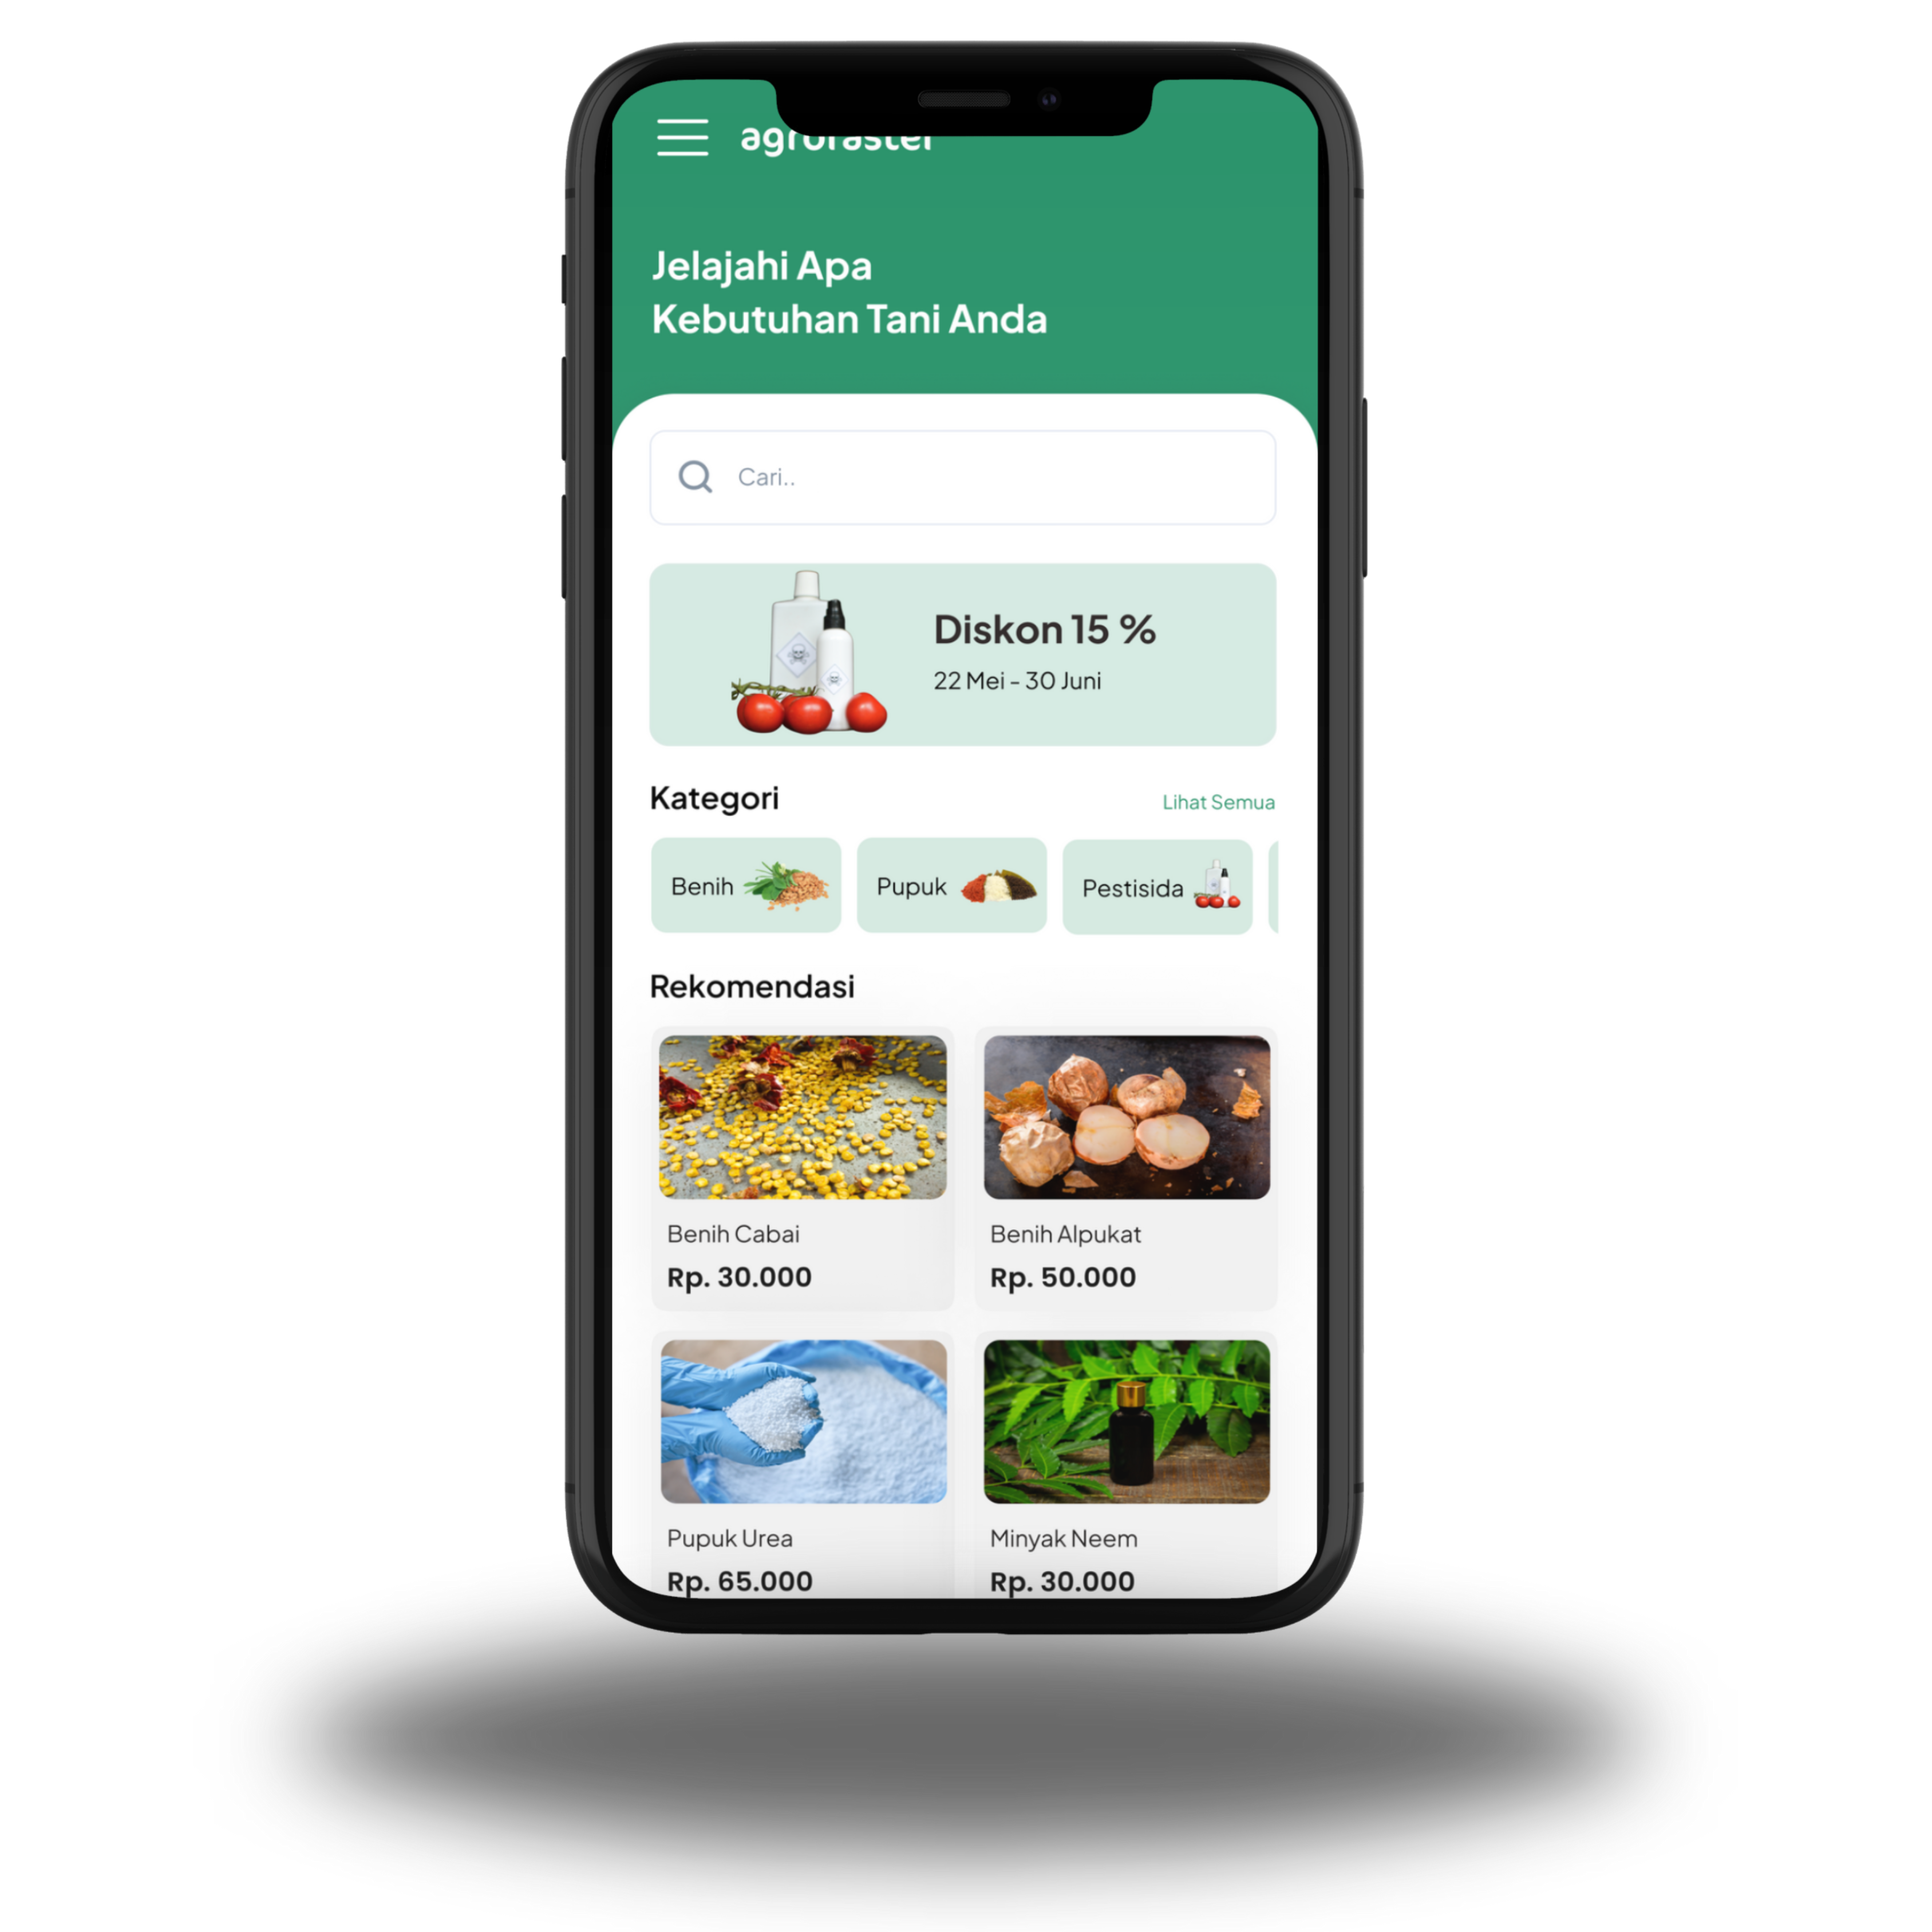 Jelajahi Apa
Kebutuhan Tani Anda
Cari..
Diskon 15 %
22 Mei - 30 Juni
Kategori
Lihat Semua
Benih
Pupuk
Pestisida
Rekomendasi
Benih Cabai
Rp. 30.000
Benih Alpukat
Rp. 50.000
Pupuk Urea
Rp. 65.000
Minyak Neem
Rp. 30.000